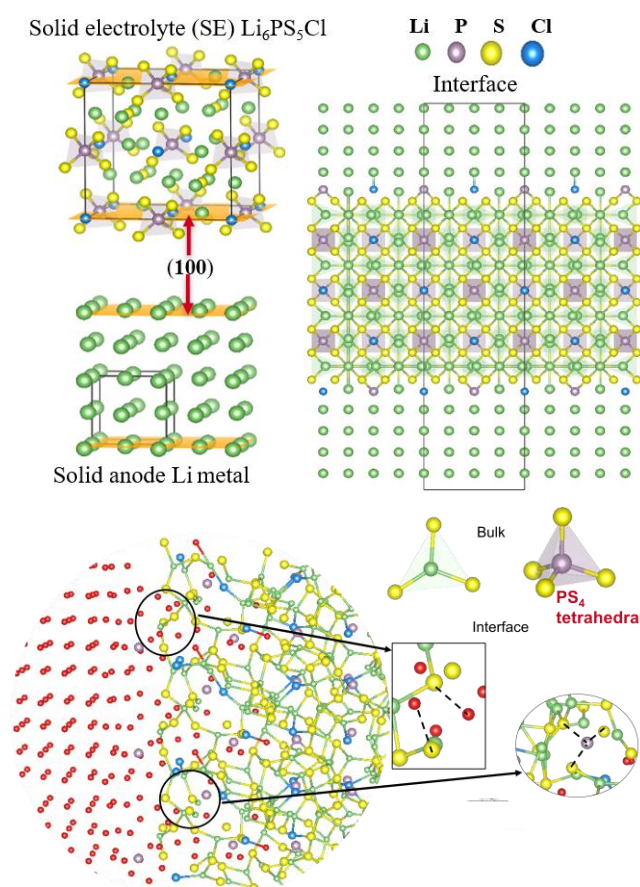 Solid electrolyte (SE) Li₆PS₅Cl
Li P S Cl
Interface
(100)
Solid anode Li metal
Bulk
PS₄
tetrahedra
Interface